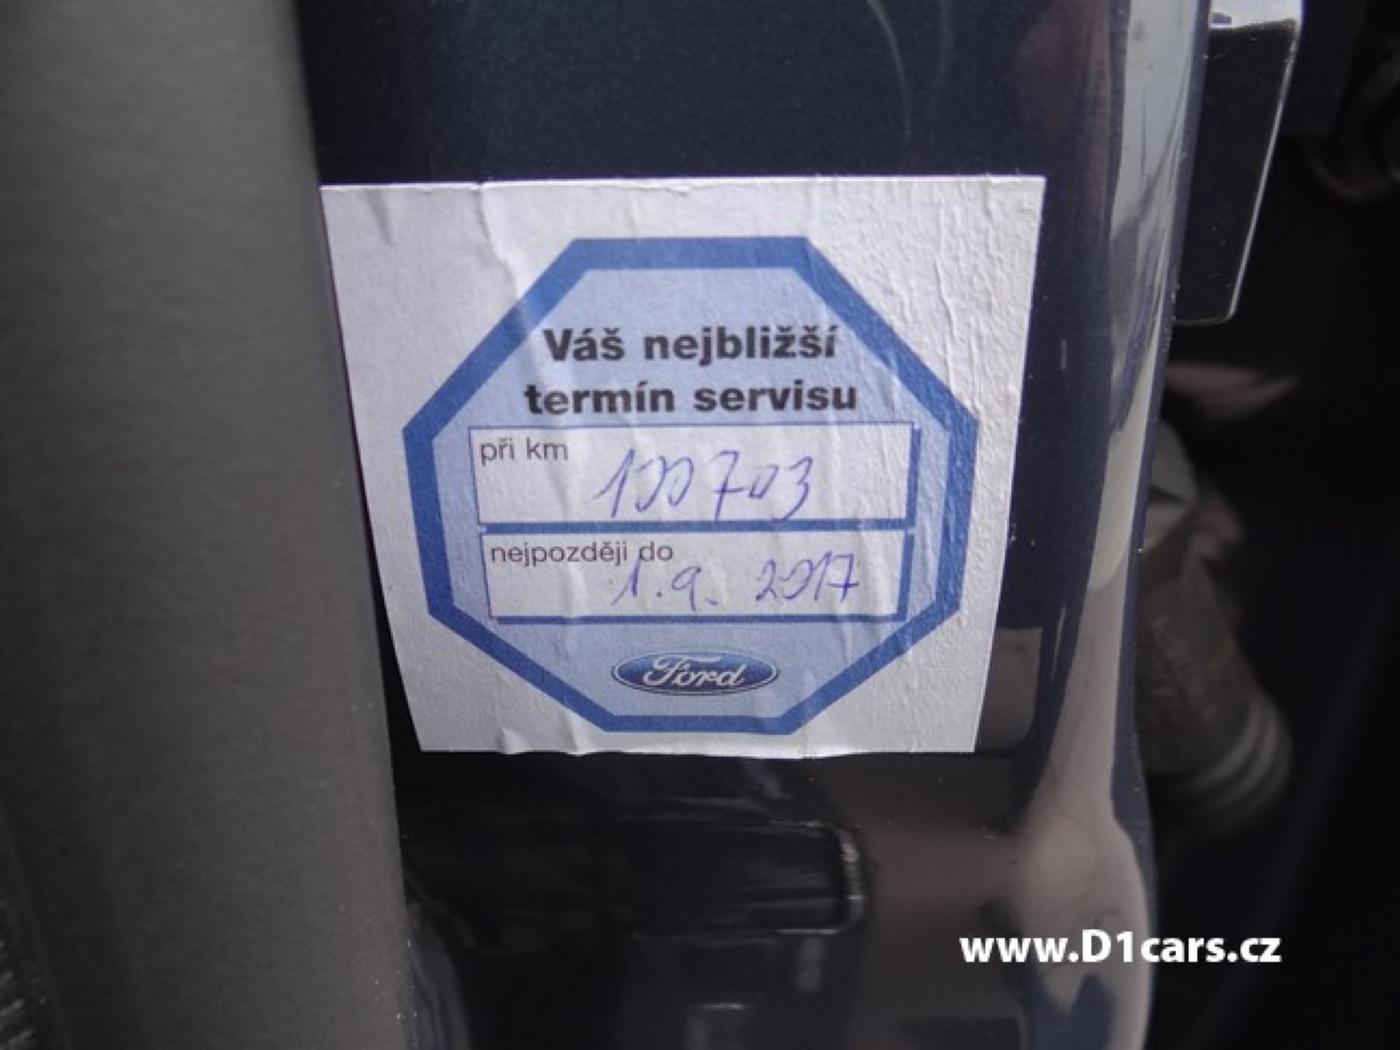 Váš nejbližší
termín servisu
při km
100703
nejpozději do
1.9. 2017
Ford
www.D1cars.cz